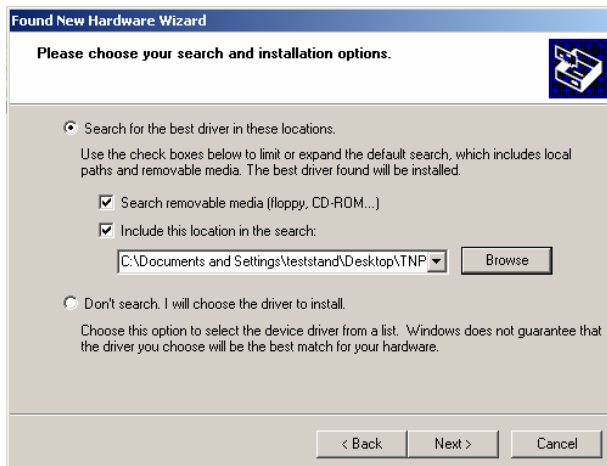 Found New Hardware Wizard
Please choose your search and installation options.
Search for the best driver in these locations.
Use the check boxes below to limit or expand the default search, which includes local
paths and removable media. The best driver found will be installed.
Search removable media (floppy, CD-ROM...)
Include this location in the search:
C:\Documents and Settings\teststand\Desktop\TNP
Browse
Don't search. I will choose the driver to install.
Choose this option to select the device driver from a list.  Windows does not guarantee that
the driver you choose will be the best match for your hardware.
< Back
Next >
Cancel